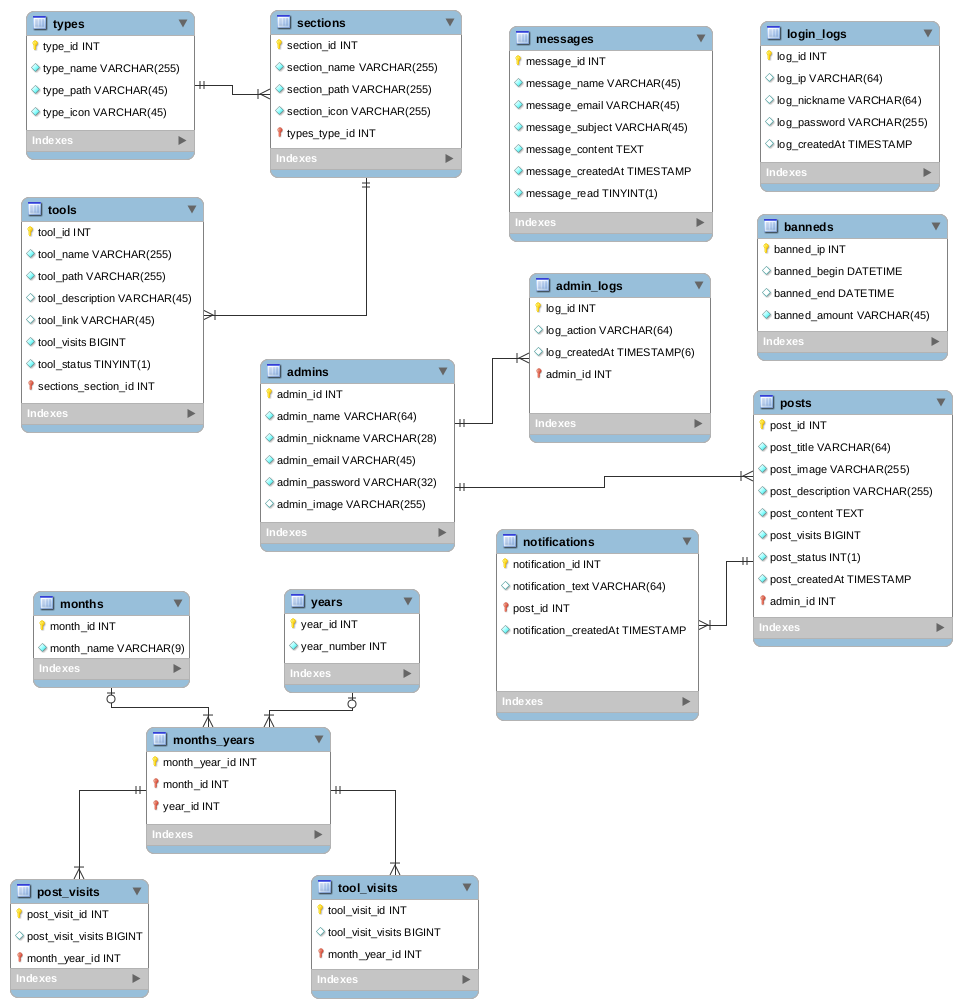 types
type_id INT
type_name VARCHAR(255)
type_path VARCHAR(45)
type_icon VARCHAR(45)
Indexes
sections
section_id INT
section_name VARCHAR(255)
section_path VARCHAR(255)
section_icon VARCHAR(255)
types_type_id INT
Indexes
messages
message_id INT
message_name VARCHAR(45)
message_email VARCHAR(45)
message_subject VARCHAR(45)
message_content TEXT
message_createdAt TIMESTAMP
message_read TINYINT(1)
Indexes
login_logs
log_id INT
log_ip VARCHAR(64)
log_nickname VARCHAR(64)
log_password VARCHAR(255)
log_createdAt TIMESTAMP
Indexes
tools
tool_id INT
tool_name VARCHAR(255)
tool_path VARCHAR(255)
tool_description VARCHAR(45)
tool_link VARCHAR(45)
tool_visits BIGINT
tool_status TINYINT(1)
sections_section_id INT
Indexes
banneds
banned_ip INT
banned_begin DATETIME
banned_end DATETIME
banned_amount VARCHAR(45)
Indexes
admin_logs
log_id INT
log_action VARCHAR(64)
log_createdAt TIMESTAMP(6)
admin_id INT
Indexes
admins
admin_id INT
admin_name VARCHAR(64)
admin_nickname VARCHAR(28)
admin_email VARCHAR(45)
admin_password VARCHAR(32)
admin_image VARCHAR(255)
Indexes
posts
post_id INT
post_title VARCHAR(64)
post_image VARCHAR(255)
post_description VARCHAR(255)
post_content TEXT
post_visits BIGINT
post_status INT(1)
post_createdAt TIMESTAMP
admin_id INT
Indexes
notifications
notification_id INT
notification_text VARCHAR(64)
post_id INT
notification_createdAt TIMESTAMP
Indexes
months
month_id INT
month_name VARCHAR(9)
Indexes
years
year_id INT
year_number INT
Indexes
months_years
month_year_id INT
month_id INT
year_id INT
Indexes
post_visits
post_visit_id INT
post_visit_visits BIGINT
month_year_id INT
Indexes
tool_visits
tool_visit_id INT
tool_visit_visits BIGINT
month_year_id INT
Indexes